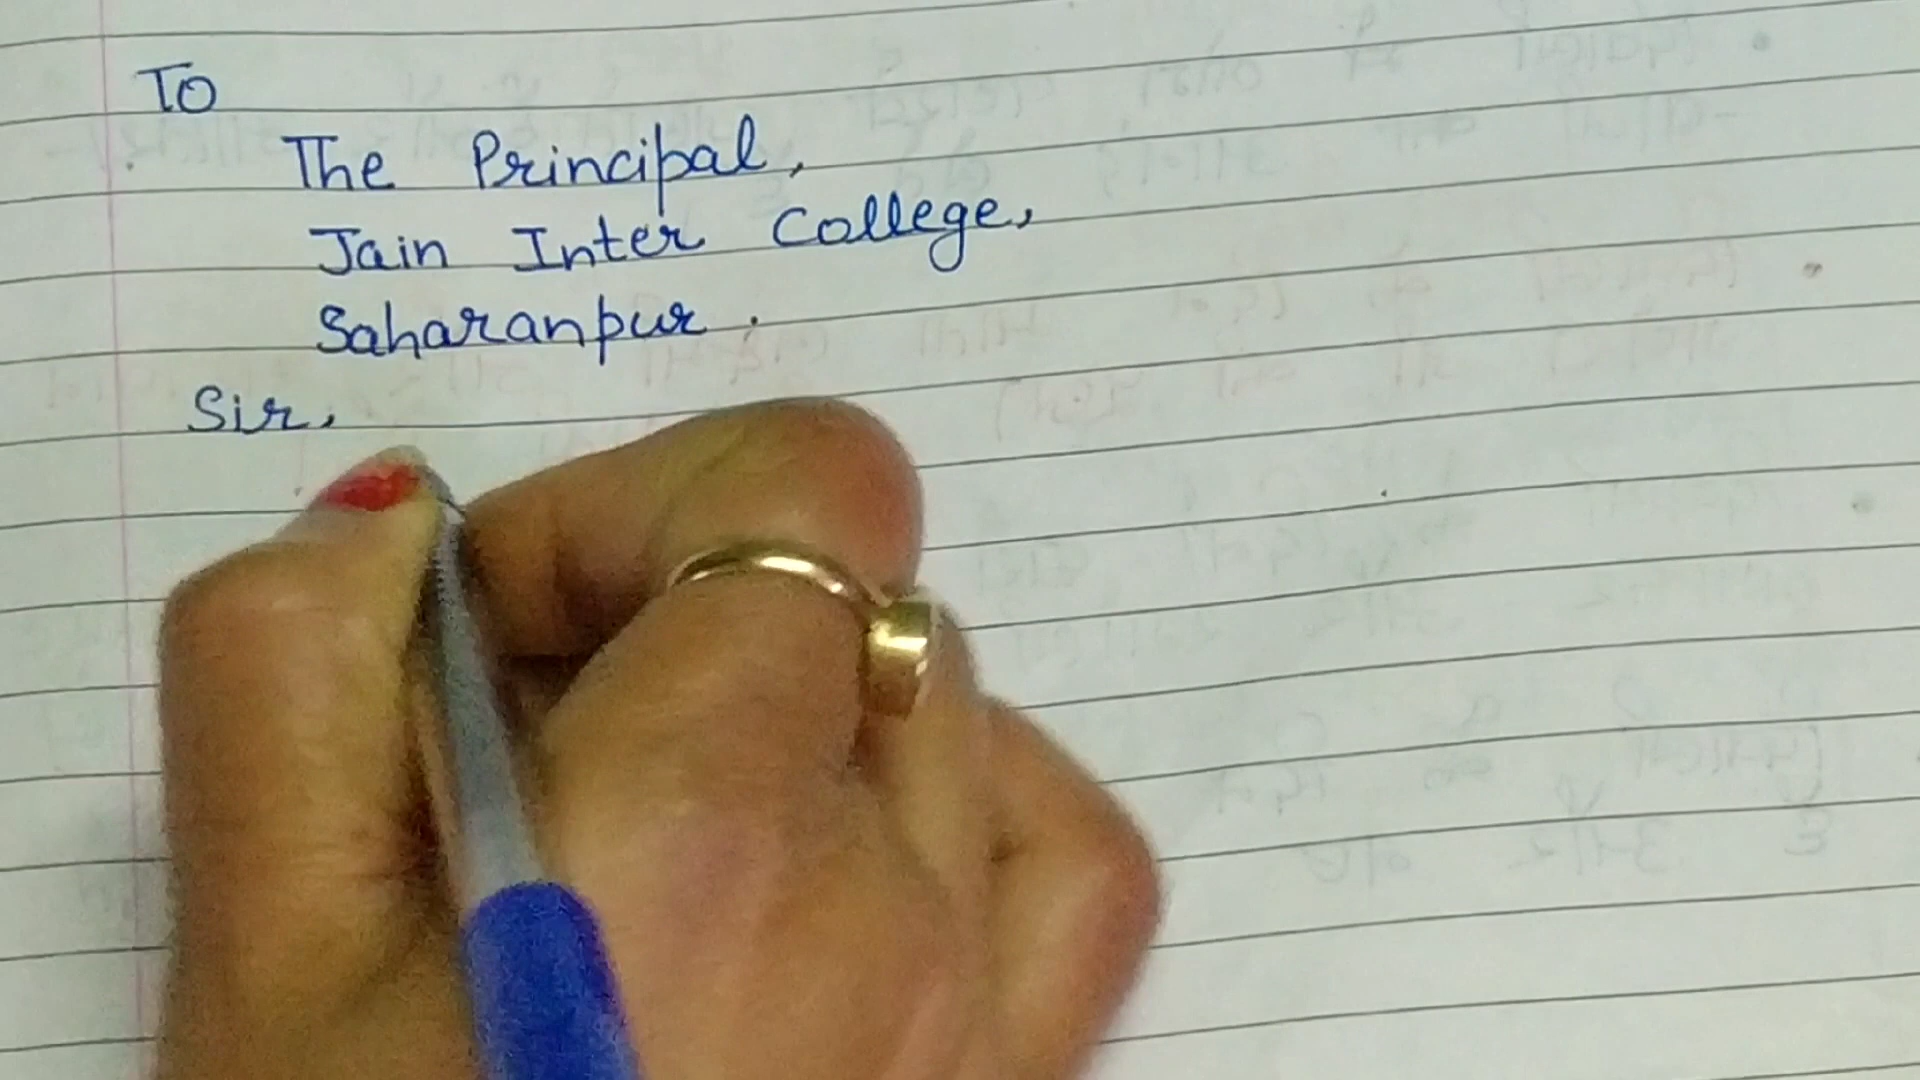 To
The Principal,
Jain Inter College,
Saharanpur.
Sir,